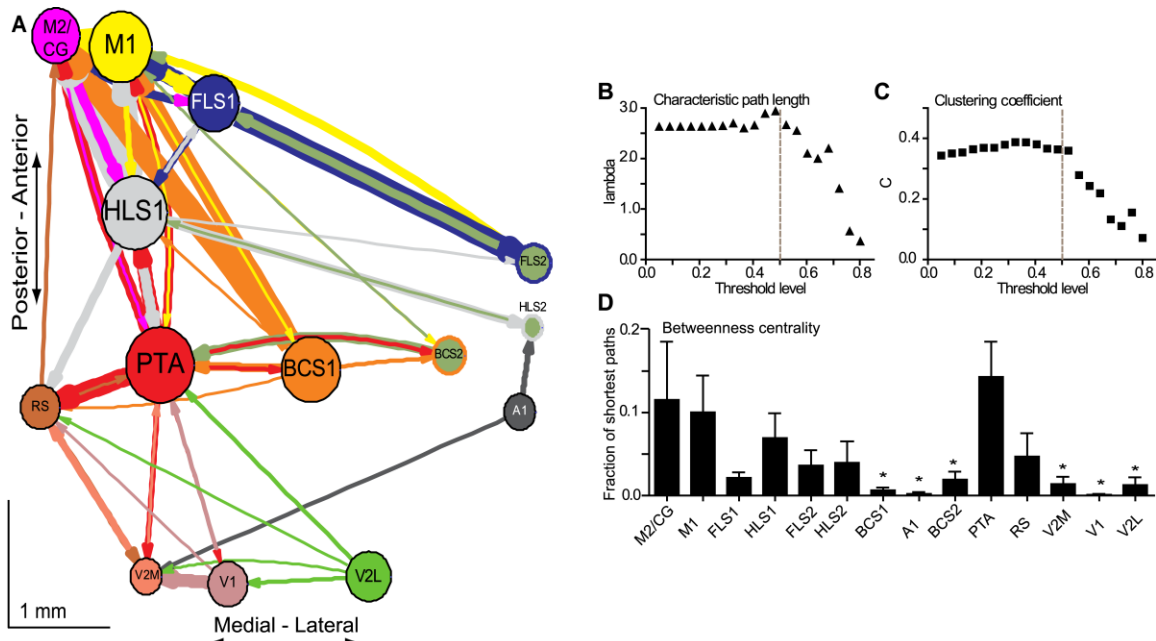 A
M2/
CG
M1
FLS1
HLS1
FLS2
HLS2
PTA
BCS1
BCS2
RS
A1
V2M
V1
V2L
Posterior - Anterior
1 mm
Medial - Lateral
B
Characteristic path length
lambda
3.0
2.0
1.0
0.0
0.0 0.2 0.4 0.6 0.8
Threshold level
C
Clustering coefficient
C
0.4
0.2
0.0
0.0 0.2 0.4 0.6 0.8
Threshold level
D
Betweenness centrality
Fraction of shortest paths
0.2
0.1
0.0
* * * * * *
M2/CG M1 FLS1 HLS1 FLS2 HLS2 BCS1 A1 BCS2 PTA RS V2M V1 V2L